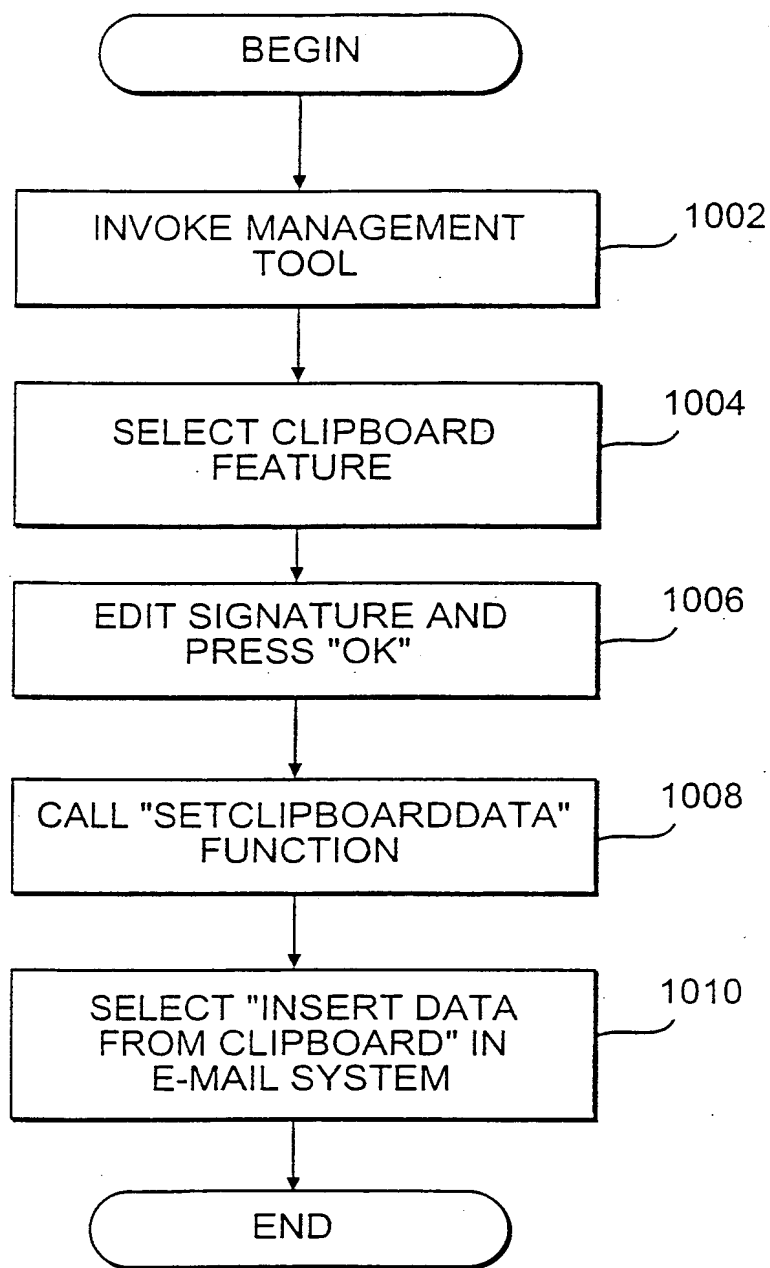 BEGIN
INVOKE MANAGEMENT
TOOL
1002
SELECT CLIPBOARD
FEATURE
1004
EDIT SIGNATURE AND
PRESS "OK"
1006
CALL "SETCLIPBOARDDATA"
FUNCTION
1008
SELECT "INSERT DATA
FROM CLIPBOARD" IN
E-MAIL SYSTEM
1010
END